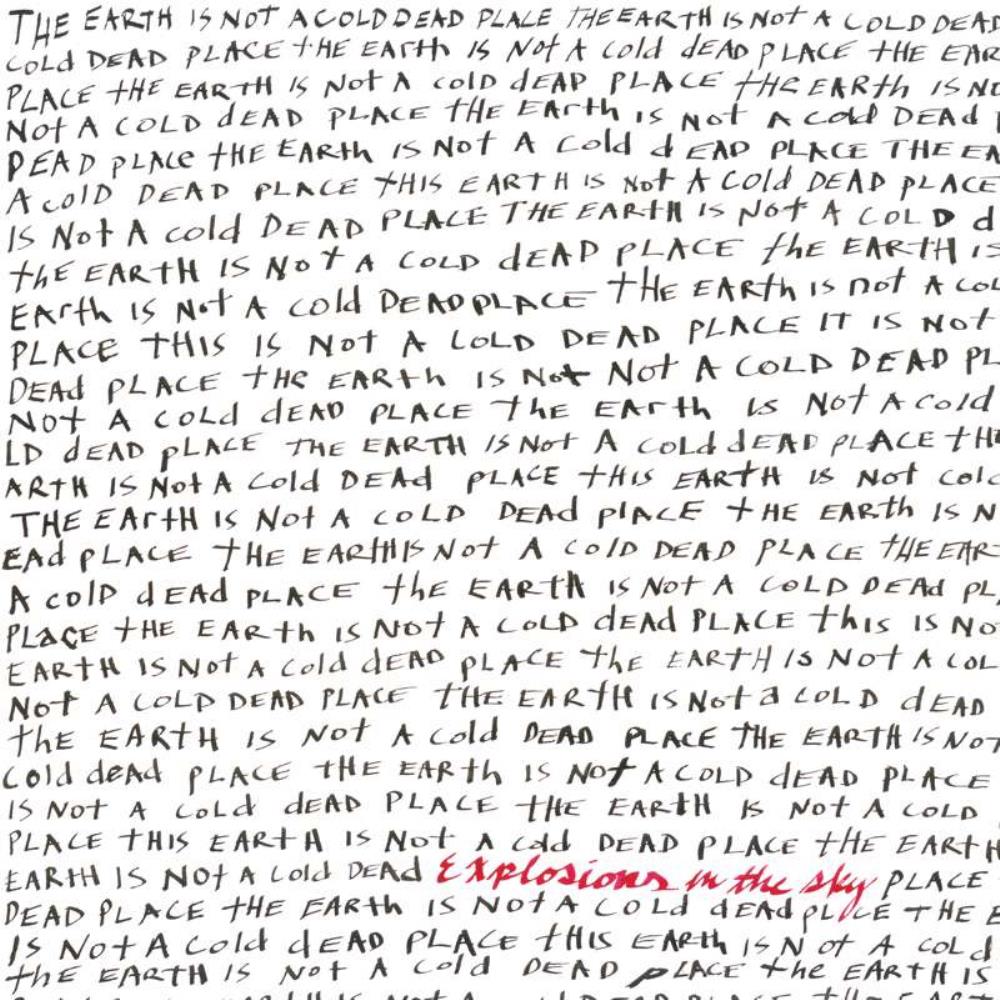 THE EARTH IS NOT A COLD DEAD PLACE THE EARTH IS NOT A COLD DEAD
COLD DEAD PLACE THE EARTH IS NOT A cold dEAD PLACE THE EAR
PLACE THE EARTH IS NOT A cold dEAD PLACE THE EARTH IS NO
NOT A COLD dEAD PLACE THE EARTH IS NOT A cold DEAd
DEAD PLACE THE EARTH IS NOT A cold dEAD PLACE THE EA
A cOlD DEAD PLACE THIS EARTH IS NOT A COld DEAD PLACE
IS NOT A cold DEAD PLACE THE EARTH IS NOT A COLD d
thE EARTH IS NOT A COLD dEAD PLACE thE EARTH IS
EARTH IS NOT A cold DEAD PLACE THE EARTH IS not A COL
PLACE THIS IS NOT A COLD DEAD PLACE IT IS NOT
DEAd PLACE tHE EARth IS NOT NOT A COLD DEAD PL
NOT A COLd dEAD PLACE thE EARth IS NOT A COld
LD dEAD pLACE THE EARTH IS NOT A COLd dEAD PLACE THE
ARTH IS NOT A COld DEAd PLACE tHIS EARTH IS NOT COLd
THE EARTH IS NOT A COLD DEAd PlACE tHE EARth IS N
EAd PLACE THE EARTH IS NOT A COlD DEAD PLACE THE EAR
A COlD dEAd PLACE thE EARTH IS NOT A COLD DEAd PL
PLACE tHE EARth IS NOT A COLD dEAd PLACE this IS NO
EARTH IS NOT A COld dEAD PLACE thE EARTH IS NOT A COL
NOT A COLD DEAD PLACE THE EARTH IS NOT a COLD dEAD
thE EARTH IS NOT A COld DEAD PLACE THE EARTH IS NOT
COld deAd PLACE THE EARth IS NOT A COLD dEAD PLACE
IS NOT A COLd dEAD PLACE THE EARTH IS NOT A COLD
PLACE THIS EARTH IS NOT A COld DEAD PLACE tHE EARTH
EARTH IS NOT A COld DEAD Explosions in the sky PLACE
DEAD PLACE tHE EARth IS NOT A COLd dEAd PLACE THE E
IS NOT A COld dEAD PLACE tHIS EARth IS NOT A COLd
thE EARTH IS NOT A COld DEAD PLACE the EARTH IS